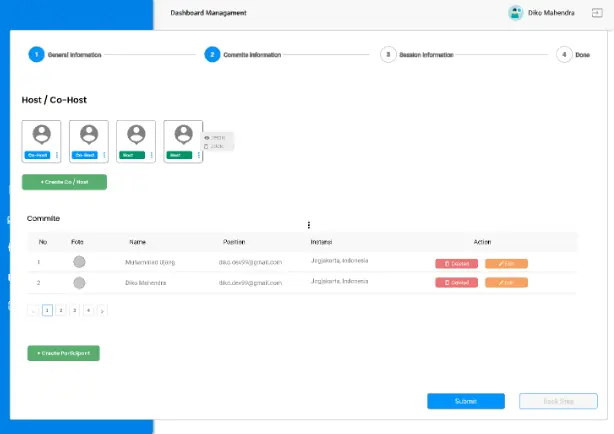 Dashboard Managament
Diko Mahendra
1 General Information
2 Commite Information
3 Session Information
4 Done
Host / Co-Host
Co-Host Co-Host Host Host
+ Create Co / Host
Commite
No Foto Name Position Instansi Action
1 Muhammad diko.dev99@gmail.com Jogjakarta, Indonesia Deleted Edit
2 Diko Mahendra diko.dev99@gmail.com Jogjakarta, Indonesia Deleted Edit
1 2 3 4 >
+ Create Participant
Submit
Back Step